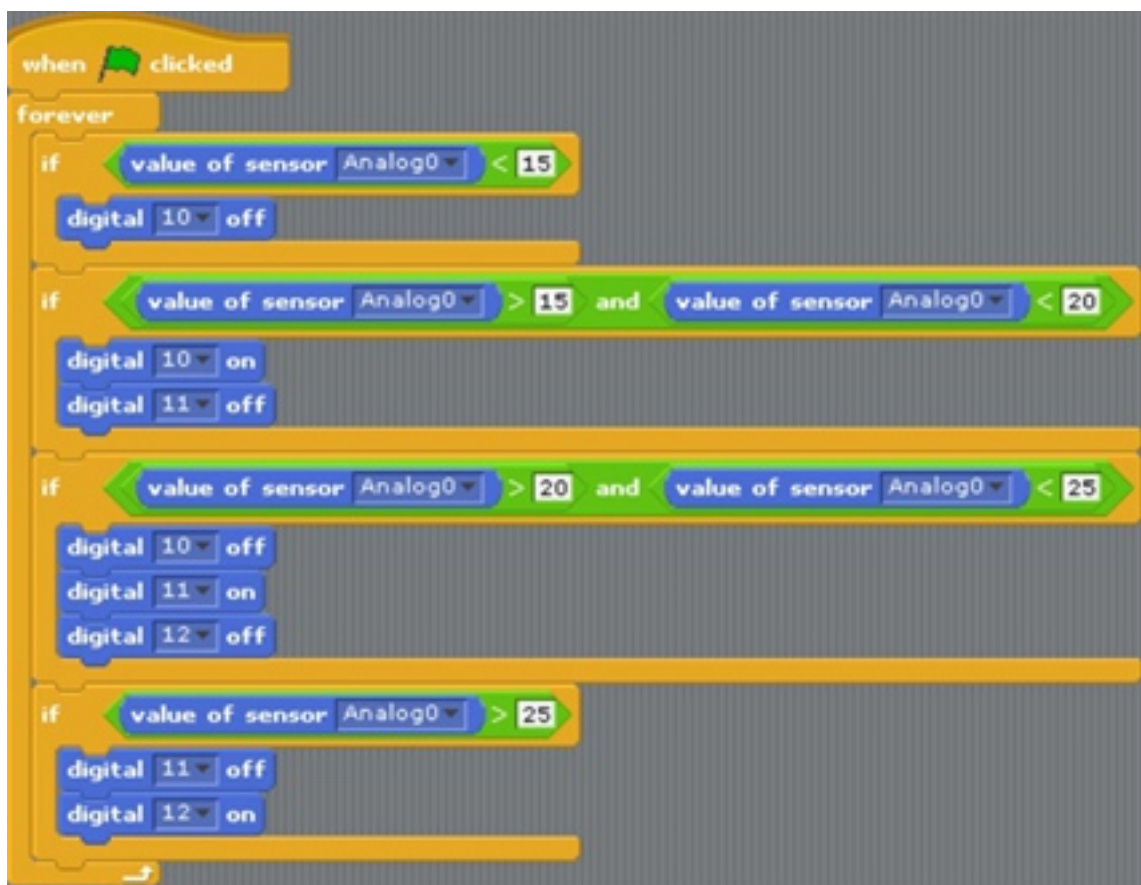 when clicked
forever
if value of sensor Analog0 < 15
digital 10 off
if value of sensor Analog0 > 15 and value of sensor Analog0 < 20
digital 10 on
digital 11 off
if value of sensor Analog0 > 20 and value of sensor Analog0 < 25
digital 10 off
digital 11 on
digital 12 off
if value of sensor Analog0 > 25
digital 11 off
digital 12 on